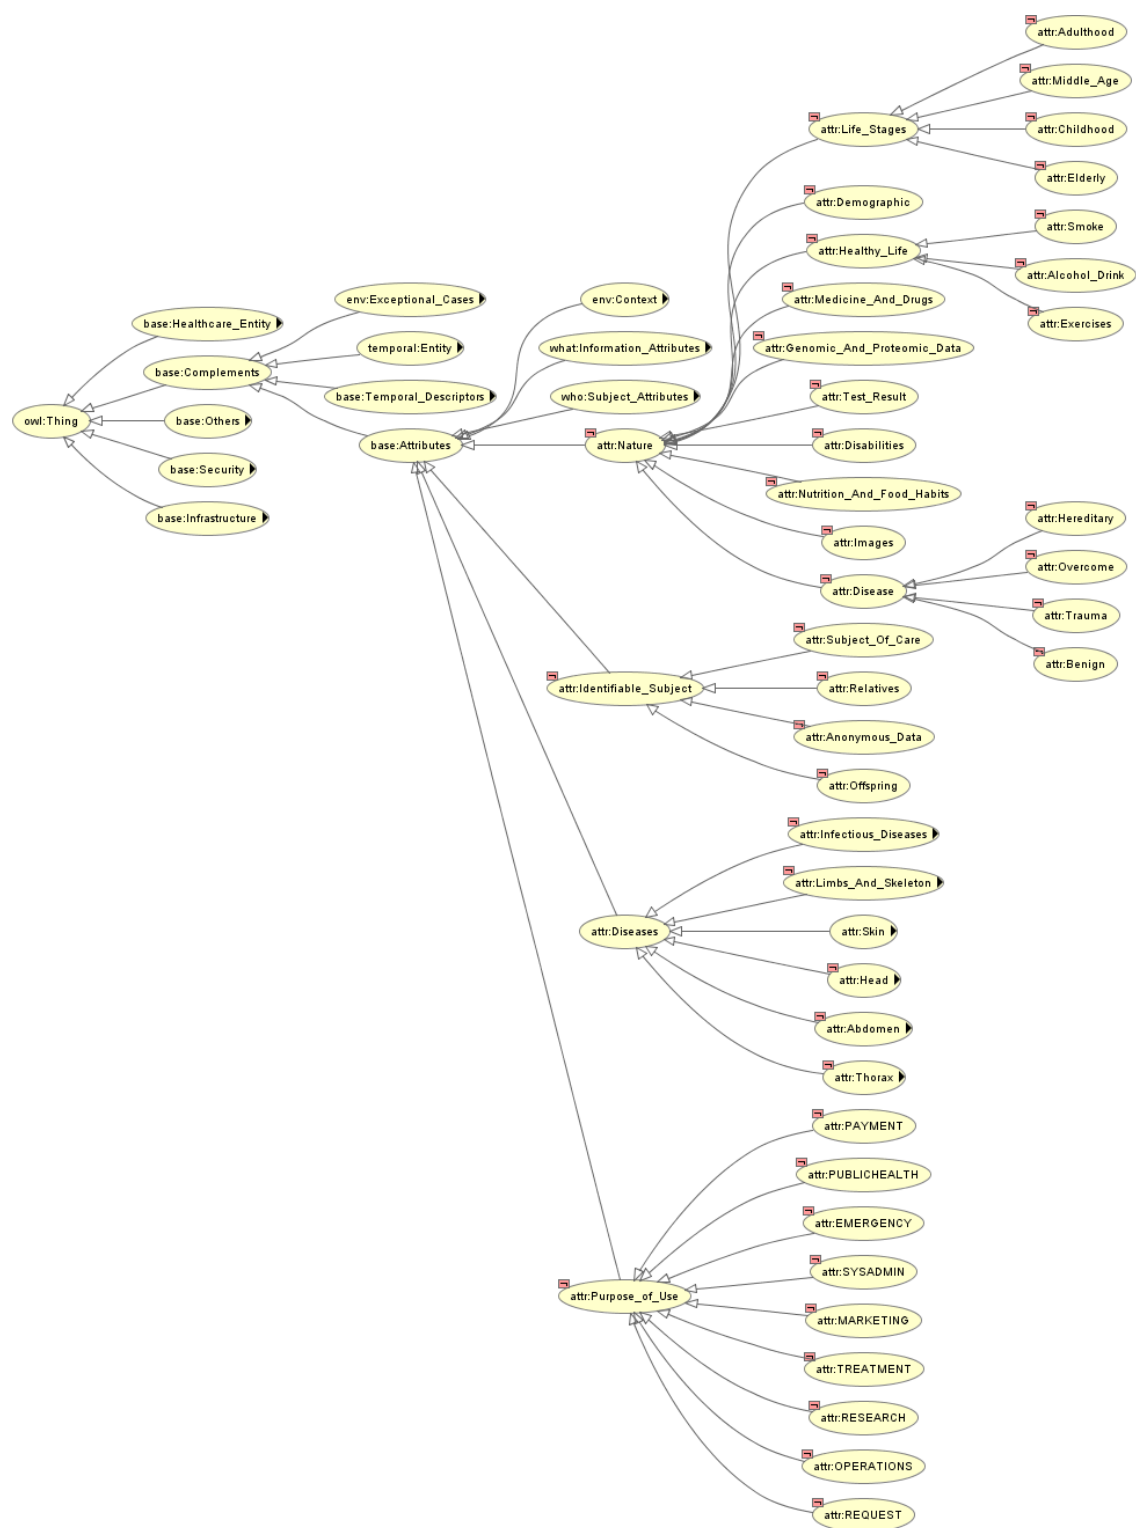 attr:Adulthood
attr:Middle_Age
attr:Life_Stages
attr:Childhood
attr:Elderly
attr:Demographic
attr:Smoke
attr:Healthy_Life
attr:Alcohol_Drink
env:Exceptional_Cases
env:Context
attr:Medicine_And_Drugs
base:Healthcare_Entity
attr:Exercises
temporal:Entity
what:Information_Attributes
attr:Genomic_And_Proteomic_Data
base:Complements
base:Temporal_Descriptors
who:Subject_Attributes
attr:Test_Result
owl:Thing
base:Others
base:Attributes
attr:Nature
attr:Disabilities
base:Security
attr:Nutrition_And_Food_Habits
base:Infrastructure
attr:Hereditary
attr:Images
attr:Overcome
attr:Disease
attr:Trauma
attr:Subject_Of_Care
attr:Benign
attr:Identifiable_Subject
attr:Relatives
attr:Anonymous_Data
attr:Offspring
attr:Infectious_Diseases
attr:Limbs_And_Skeleton
attr:Diseases
attr:Skin
attr:Head
attr:Abdomen
attr:Thorax
attr:PAYMENT
attr:PUBLICHEALTH
attr:EMERGENCY
attr:SYSADMIN
attr:Purpose_of_Use
attr:MARKETING
attr:TREATMENT
attr:RESEARCH
attr:OPERATIONS
attr:REQUEST